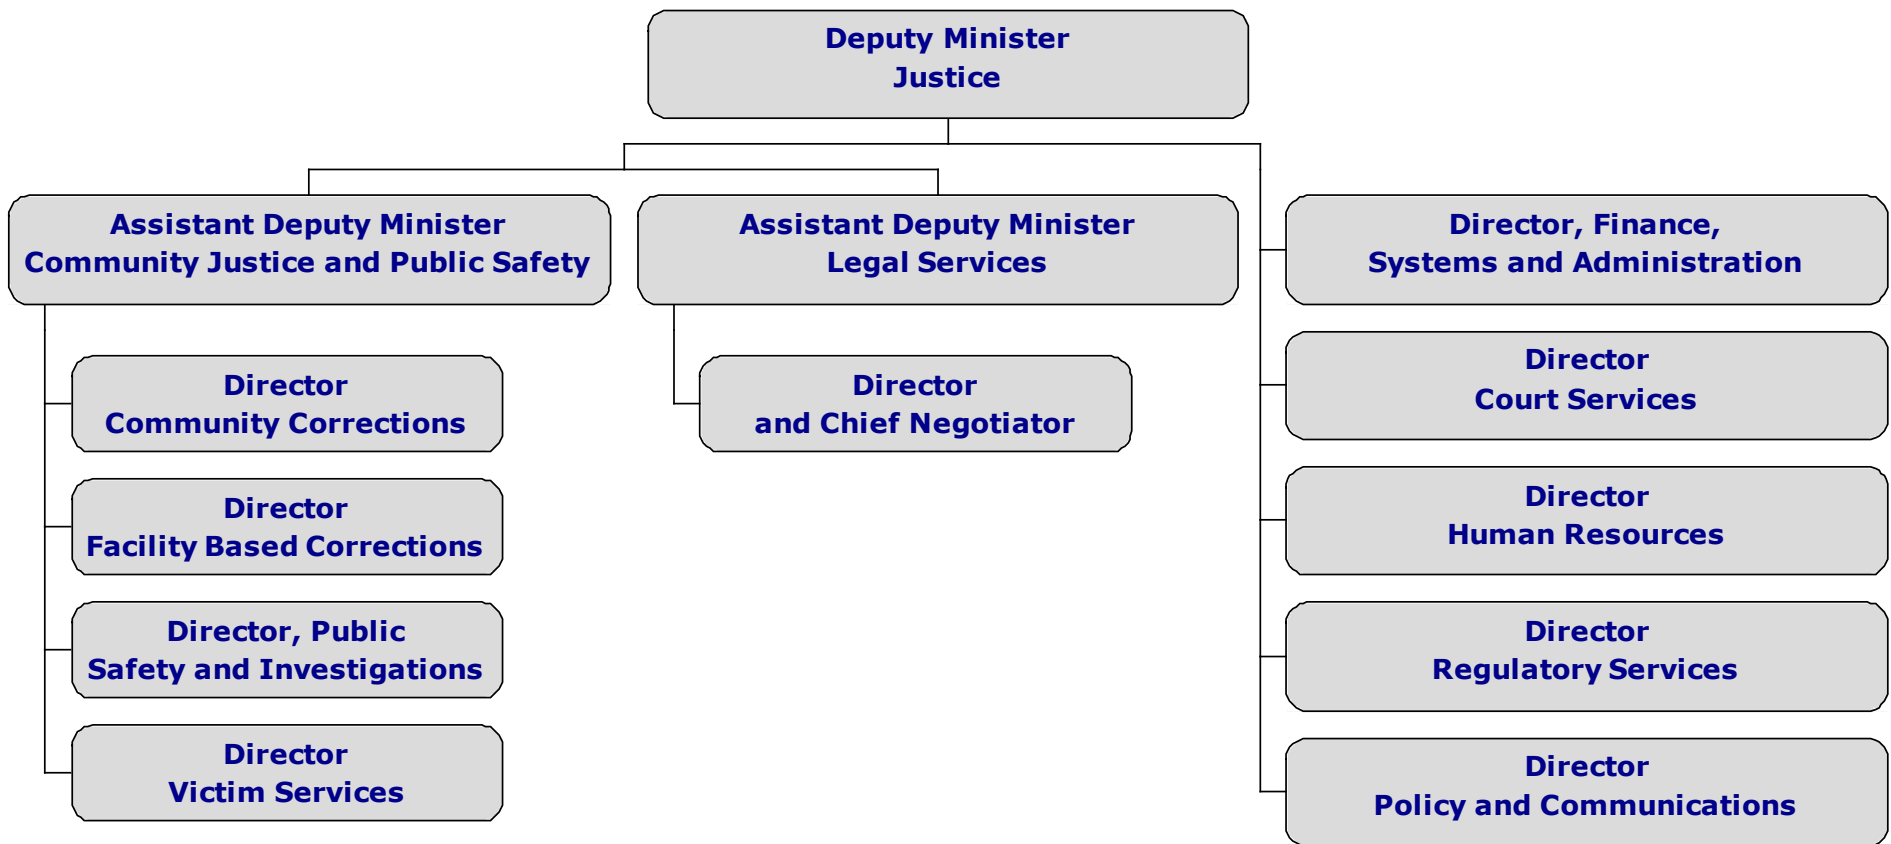 Deputy Minister
Justice
Assistant Deputy Minister
Community Justice and Public Safety
Director
Community Corrections
Director
Facility Based Corrections
Director, Public
Safety and Investigations
Director
Victim Services
Assistant Deputy Minister
Legal Services
Director
and Chief Negotiator
Director, Finance,
Systems and Administration
Director
Court Services
Director
Human Resources
Director
Regulatory Services
Director
Policy and Communications